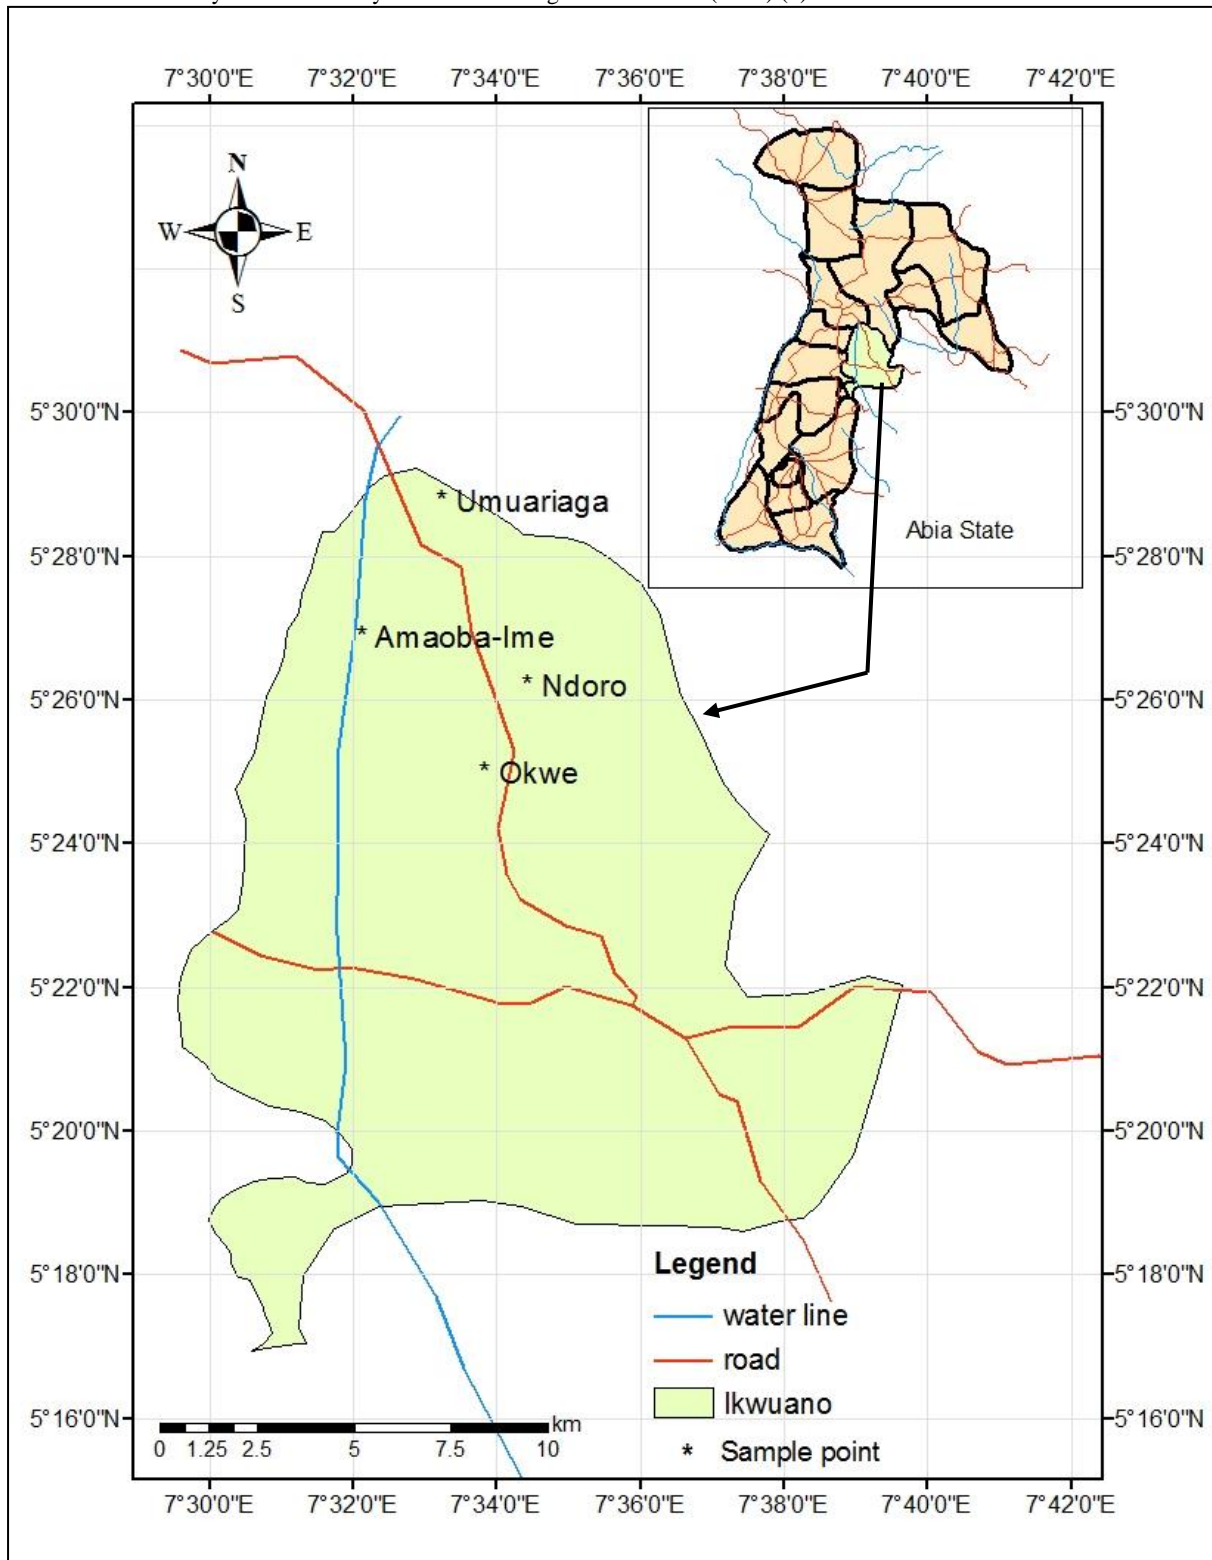 7°30'0"E 7°32'0"E 7°34'0"E 7°36'0"E 7°38'0"E 7°40'0"E 7°42'0"E
N
W E
S
Abia State
5°30'0"N 5°30'0"N
* Umuariaga
5°28'0"N 5°28'0"N
* Amaoba-Ime
* Ndoro
5°26'0"N 5°26'0"N
* Okwe
5°24'0"N 5°24'0"N
5°22'0"N 5°22'0"N
5°20'0"N 5°20'0"N
5°18'0"N 5°18'0"N
Legend
water line
road
Ikwuano
* Sample point
5°16'0"N 5°16'0"N
km
0 1.25 2.5 5 7.5 10
7°30'0"E 7°32'0"E 7°34'0"E 7°36'0"E 7°38'0"E 7°40'0"E 7°42'0"E